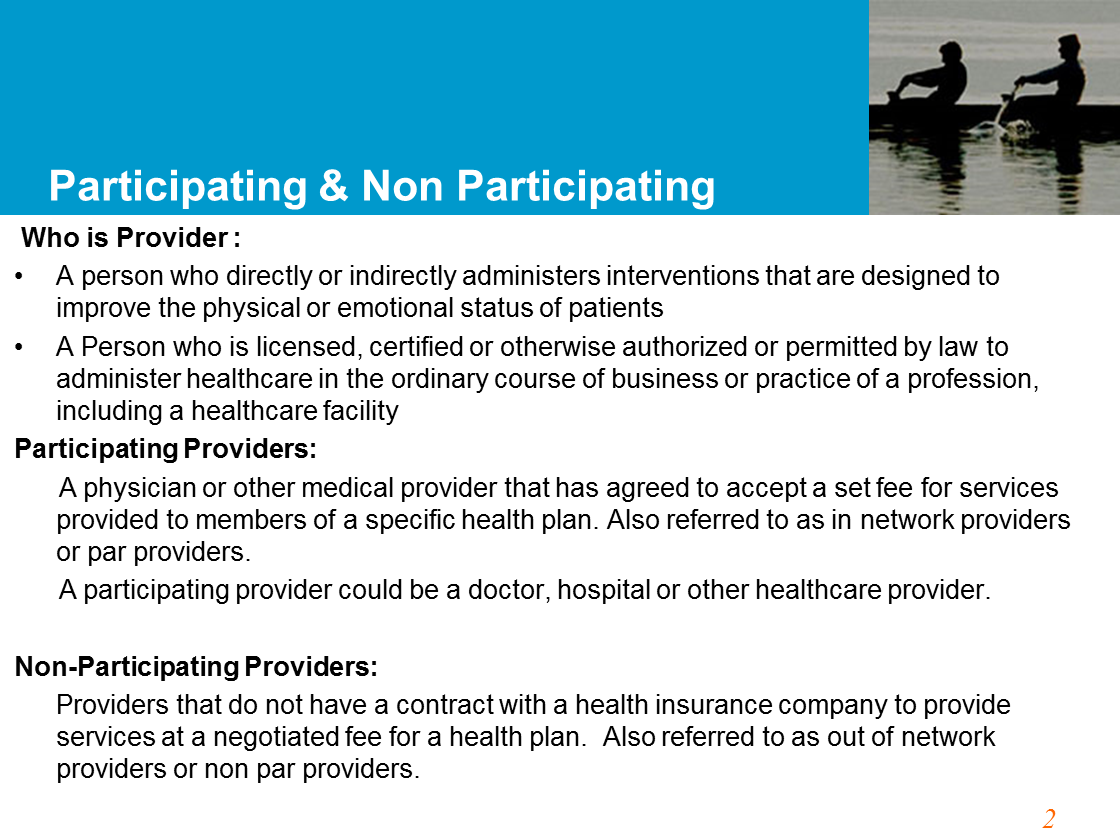 Participating & Non Participating
Who is Provider :
• A person who directly or indirectly administers interventions that are designed to
improve the physical or emotional status of patients
• A Person who is licensed, certified or otherwise authorized or permitted by law to
administer healthcare in the ordinary course of business or practice of a profession,
including a healthcare facility
Participating Providers:
A physician or other medical provider that has agreed to accept a set fee for services
provided to members of a specific health plan. Also referred to as in network providers
or par providers.
A participating provider could be a doctor, hospital or other healthcare provider.
Non-Participating Providers:
Providers that do not have a contract with a health insurance company to provide
services at a negotiated fee for a health plan.  Also referred to as out of network
providers or non par providers.
2